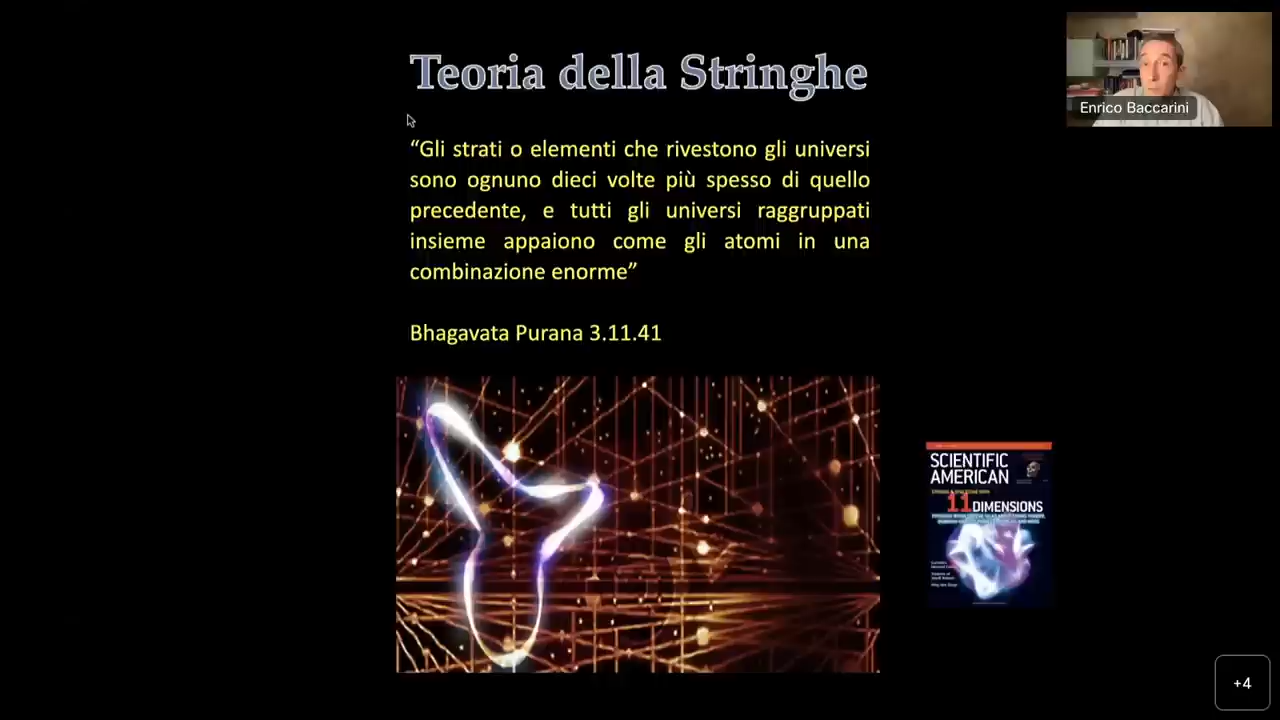 Teoria della Stringhe
“Gli strati o elementi che rivestono gli universi
sono ognuno dieci volte più spesso di quello
precedente, e tutti gli universi raggruppati
insieme appaiono come gli atomi in una
combinazione enorme”
Bhagavata Purana 3.11.41
Enrico Baccarini
SCIENTIFIC
AMERICAN
11 DIMENSIONS
+4